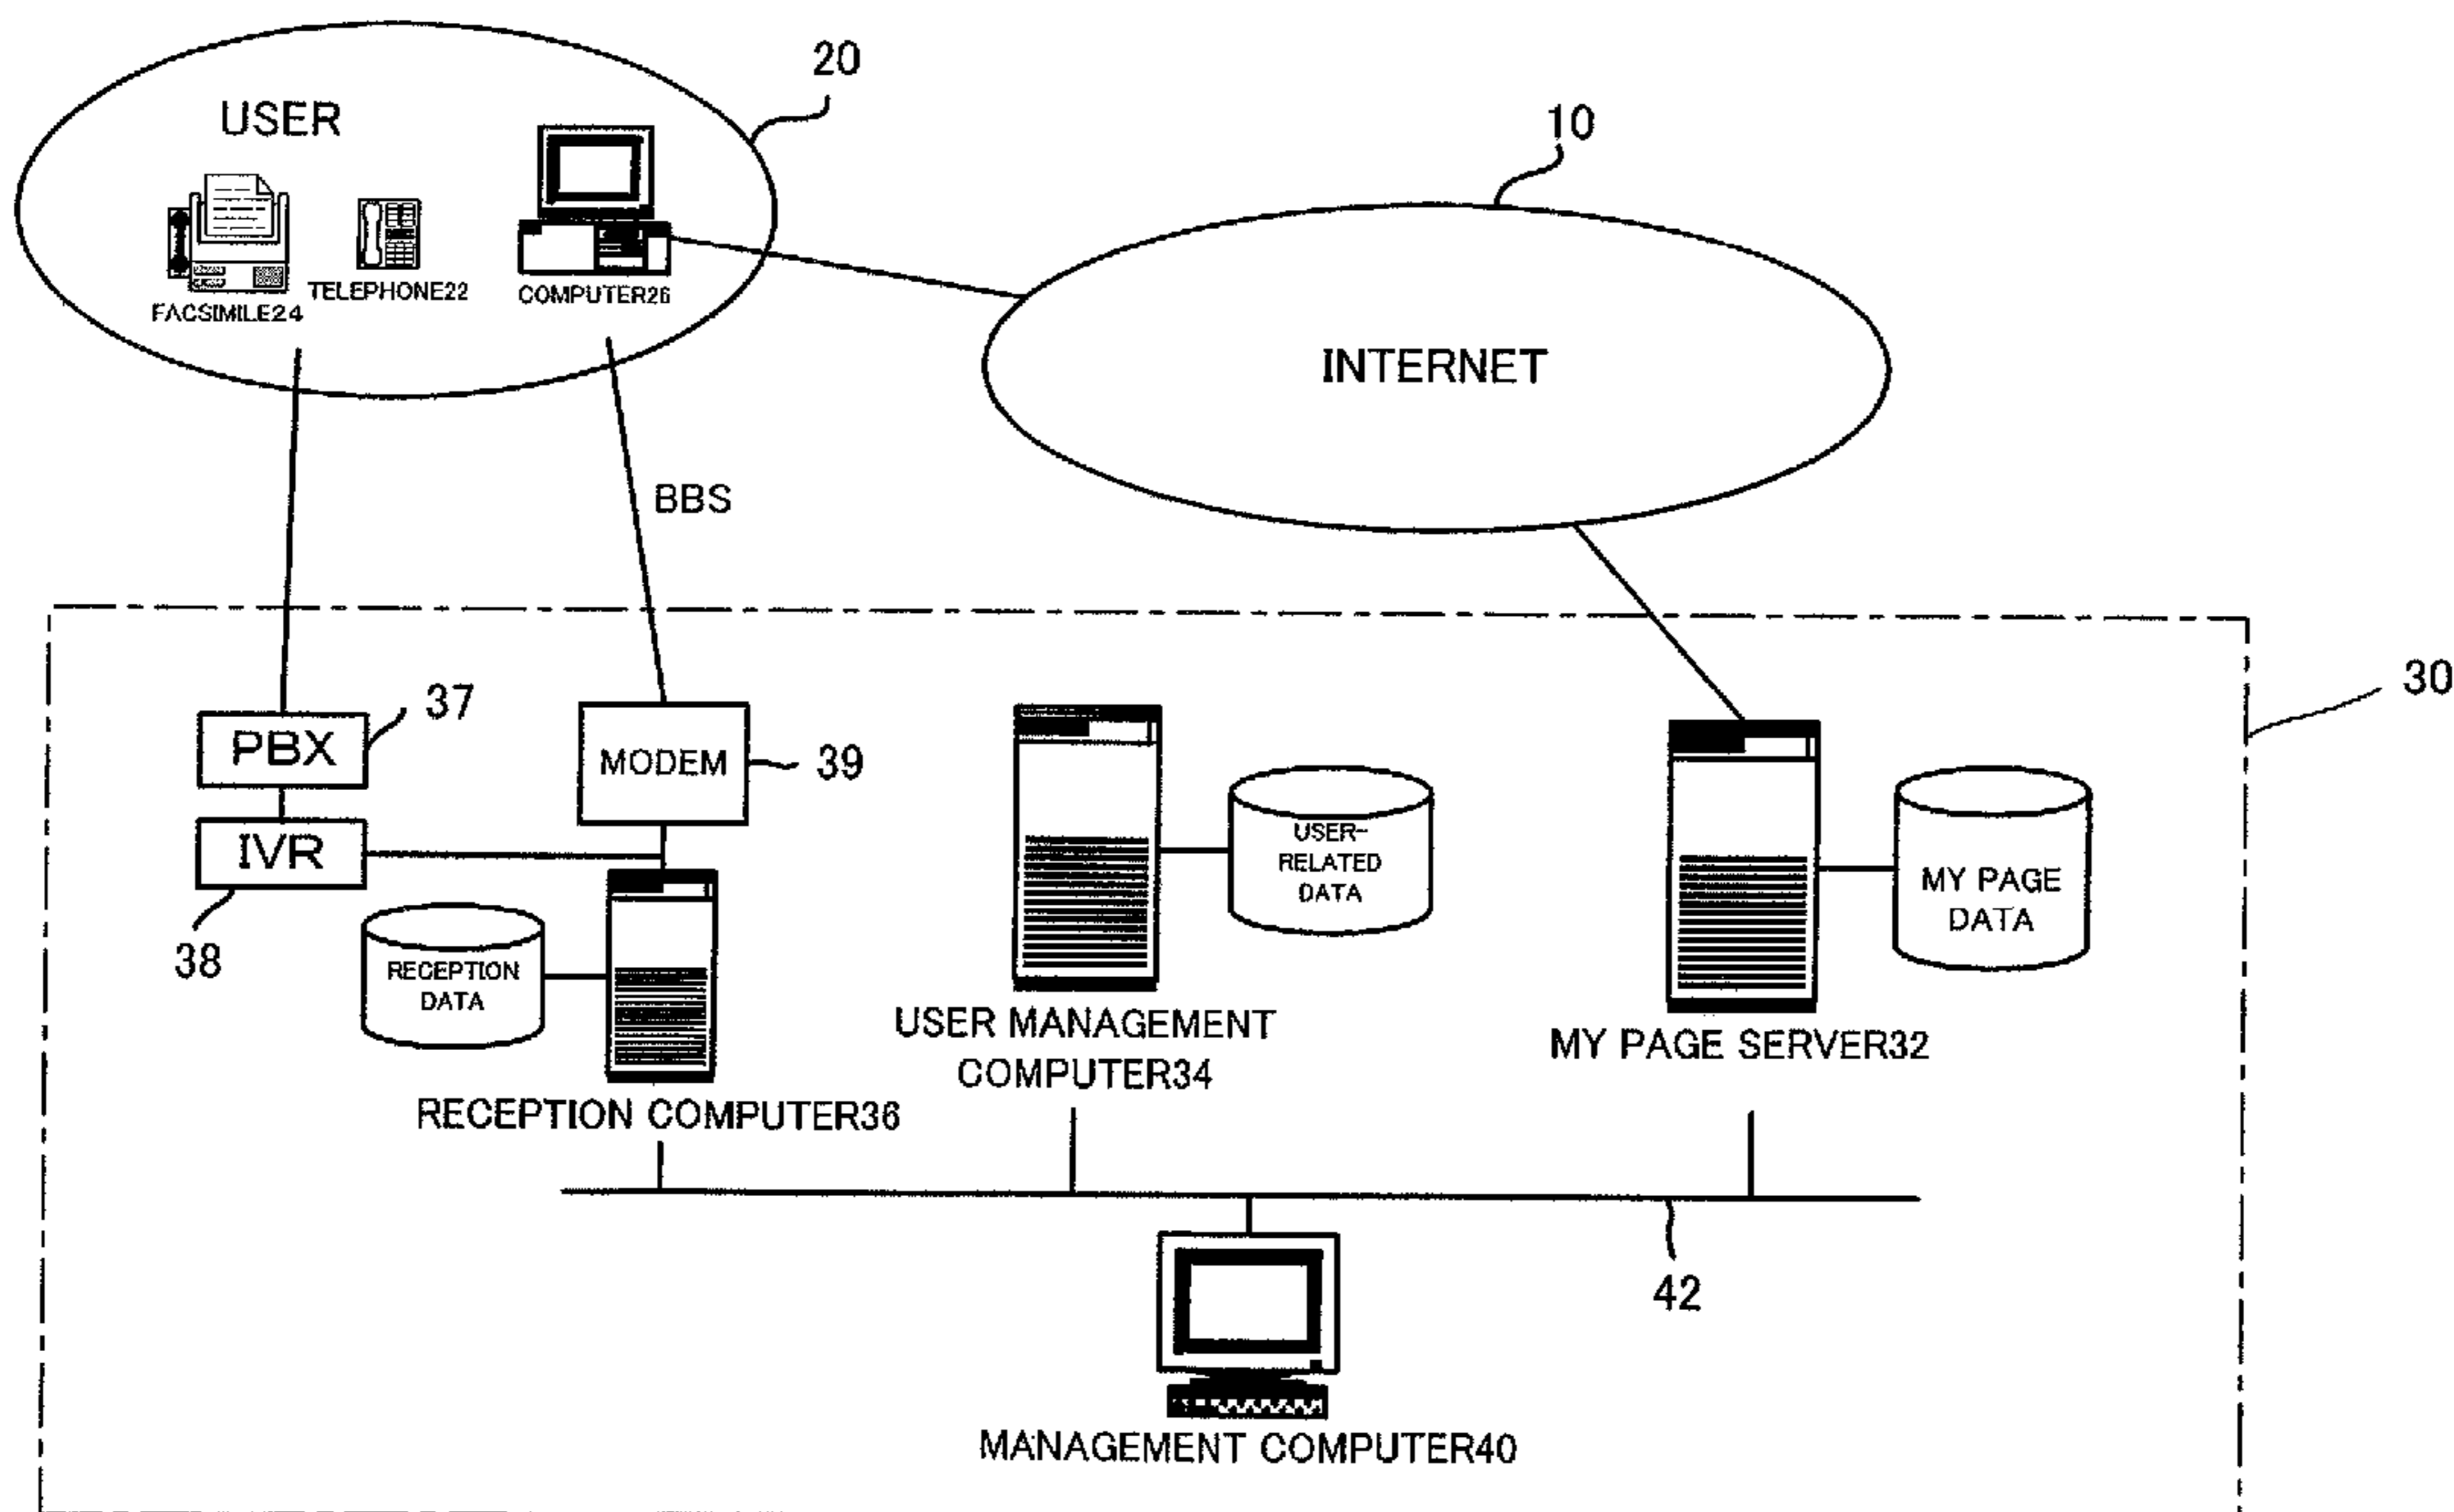 20
USER
10
FACSIMILE24
TELEPHONE22
COMPUTER26
INTERNET
BBS
30
37
PBX
MODEM
39
IVR
38
USER-
RELATED
DATA
MY PAGE
DATA
RECEPTION
DATA
USER MANAGEMENT
COMPUTER34
MY PAGE SERVER32
RECEPTION COMPUTER36
42
MANAGEMENT COMPUTER40